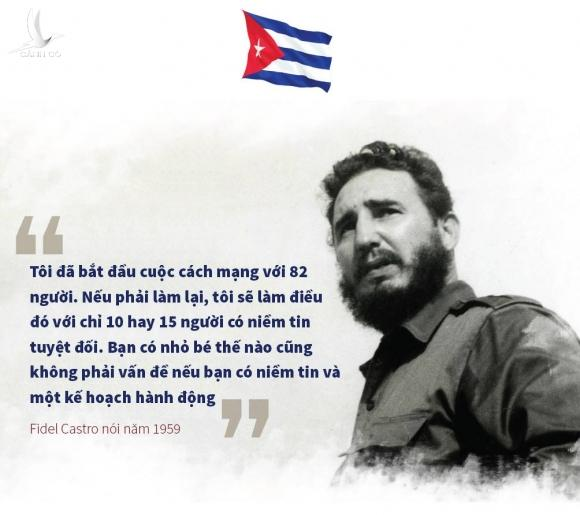 CÁNH CÒ
Tôi đã bắt đầu cuộc cách mạng với 82
người. Nếu phải làm lại, tôi sẽ làm điều
đó với chỉ 10 hay 15 người có niềm tin
tuyệt đối. Bạn có nhỏ bé thế nào cũng
không phải vấn đề nếu bạn có niềm tin và
một kế hoạch hành động
Fidel Castro nói năm 1959